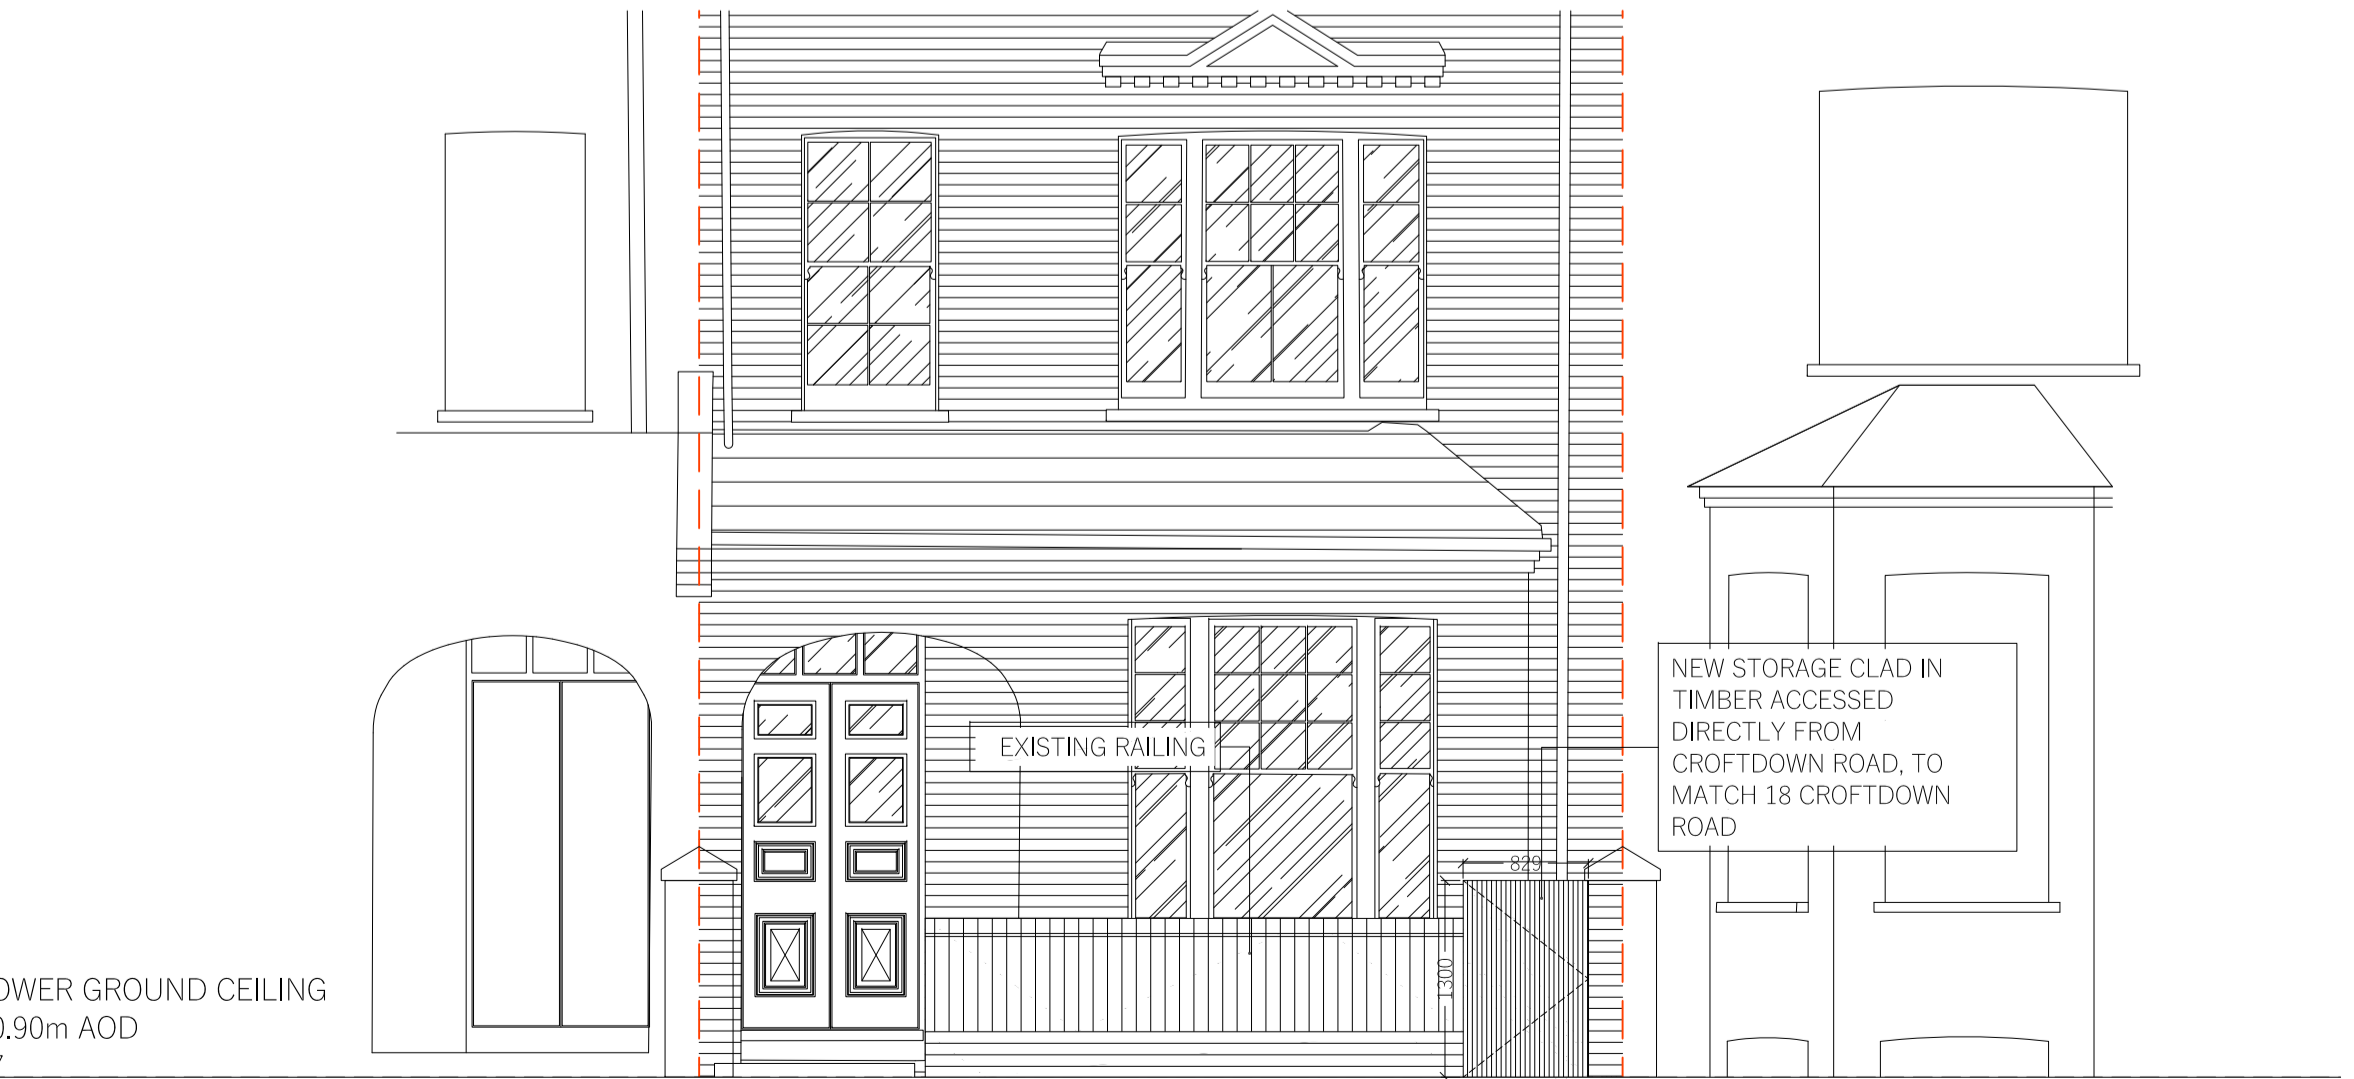 EXISTING RAILING
NEW STORAGE CLAD IN
TIMBER ACCESSED
DIRECTLY FROM
CROFTDOWN ROAD, TO
MATCH 18 CROFTDOWN
ROAD
829
1300
OWER GROUND CEILING
0.90m AOD